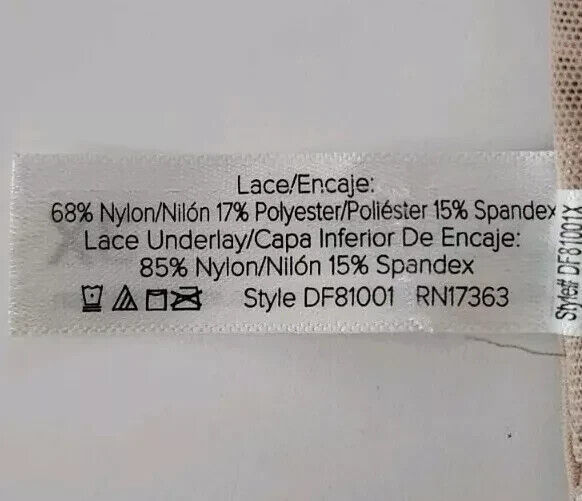 Lace/Encaje:
68% Nylon/Nilón 17% Polyester/Poliéster 15% Spandex
Lace Underlay/Capa Inferior De Encaje:
85% Nylon/Nilón 15% Spandex
Style DF81001 RN17363
Style# DF81001X